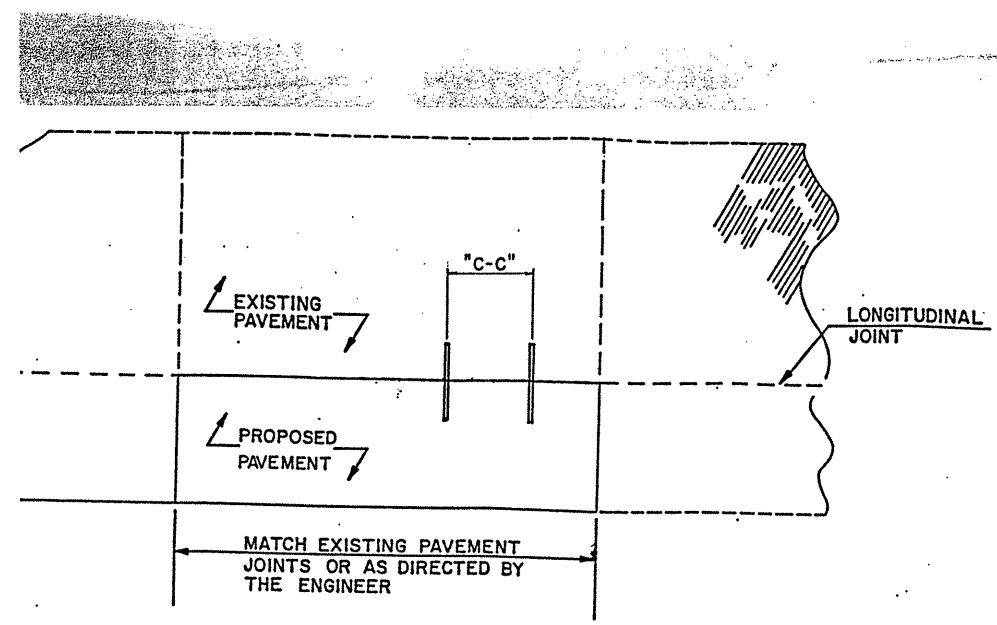 "C-C"
EXISTING
PAVEMENT
LONGITUDINAL
JOINT
PROPOSED
PAVEMENT
MATCH EXISTING PAVEMENT
JOINTS OR AS DIRECTED BY
THE ENGINEER